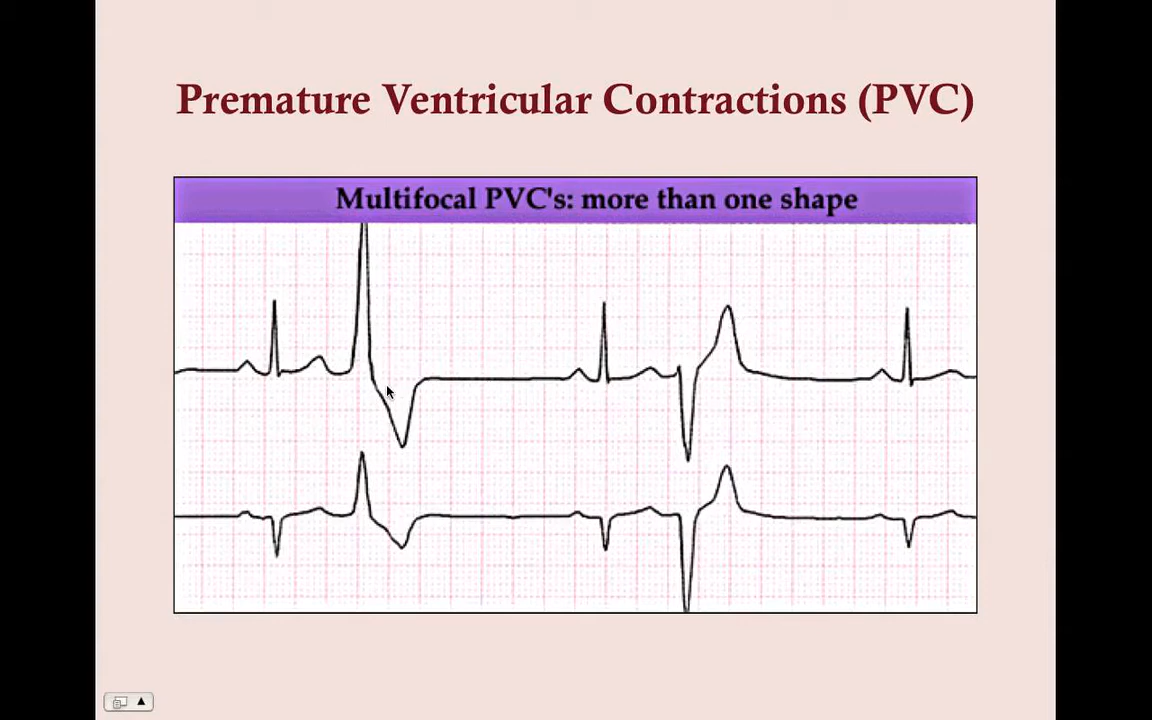 Premature Ventricular Contractions (PVC)
Multifocal PVC's: more than one shape